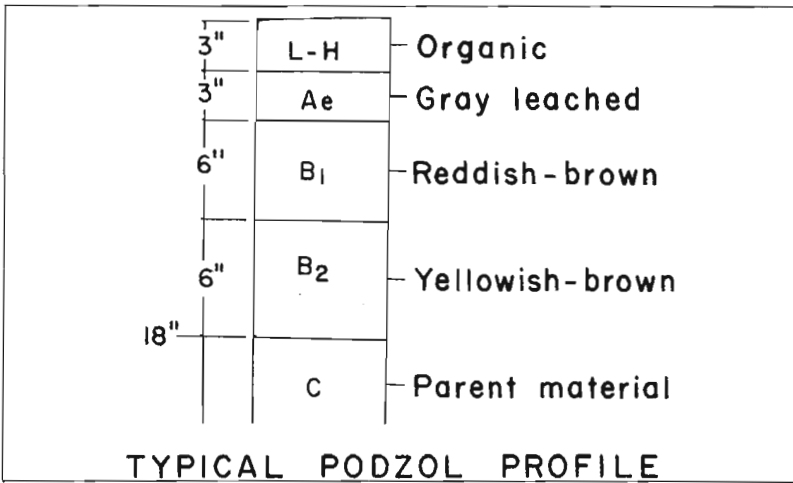 3" L-H Organic
3" Ae Gray leached
6" B1 Reddish-brown
6" B2 Yellowish-brown
18"
C Parent material
TYPICAL PODZOL PROFILE